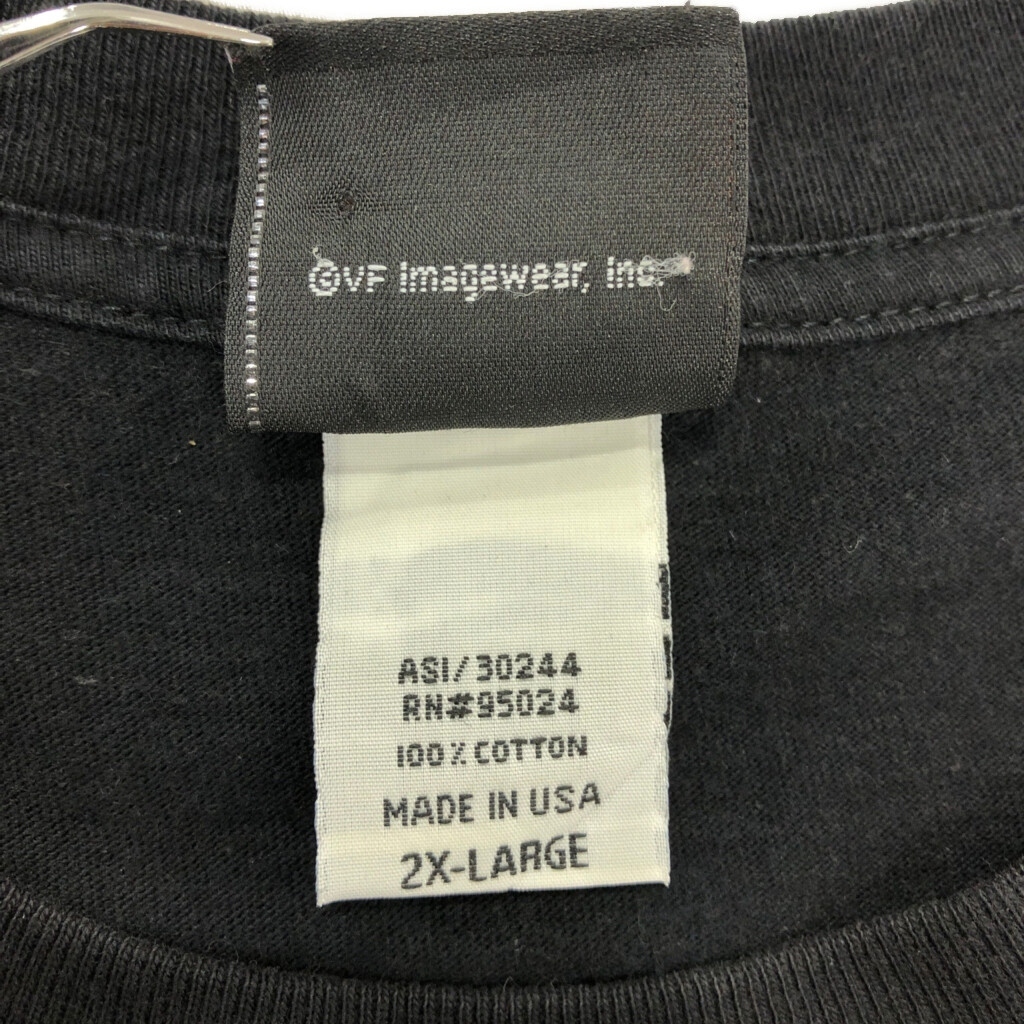 ©VF Imagewear, Inc.
ASI/30244
RN#95024
100% COTTON
MADE IN USA
2X-LARGE